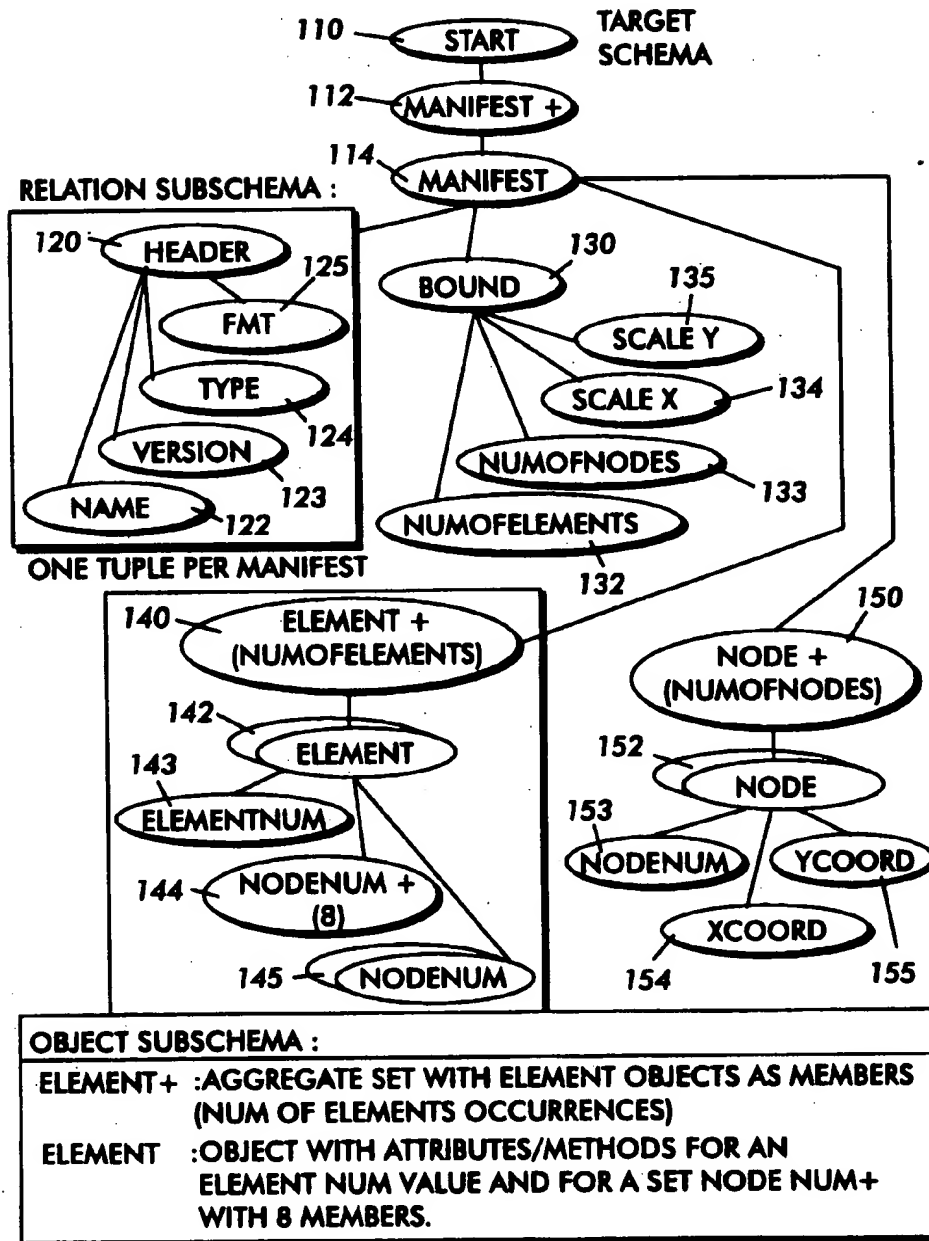 110
START
TARGET
SCHEMA
112
MANIFEST +
114
MANIFEST
RELATION SUBSCHEMA :
120
HEADER
125
FMT
TYPE
124
VERSION
123
NAME
122
ONE TUPLE PER MANIFEST
130
BOUND
135
SCALE Y
SCALE X
134
NUMOFNODES
133
NUMOFELEMENTS
132
140
ELEMENT +
(NUMOFELEMENTS)
142
ELEMENT
143
ELEMENTNUM
144
NODENUM +
(8)
145
NODENUM
150
NODE +
(NUMOFNODES)
152
NODE
153
NODENUM
YCOORD
XCOORD
154
155
OBJECT SUBSCHEMA :
ELEMENT+ :AGGREGATE SET WITH ELEMENT OBJECTS AS MEMBERS
(NUM OF ELEMENTS OCCURRENCES)
ELEMENT :OBJECT WITH ATTRIBUTES/METHODS FOR AN
ELEMENT NUM VALUE AND FOR A SET NODE NUM+
WITH 8 MEMBERS.